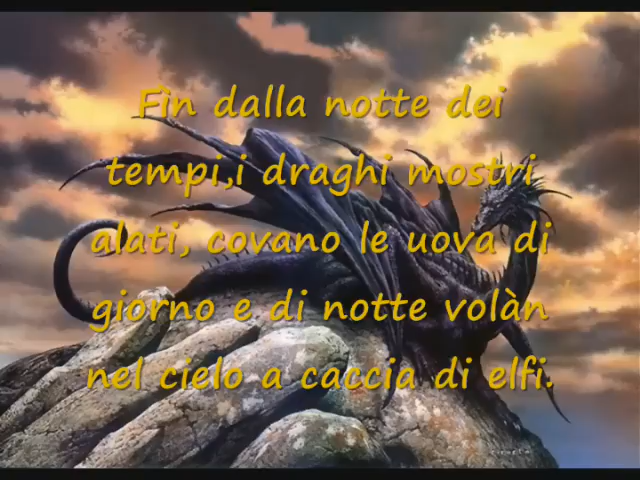 Fin dalla notte dei
tempi,i draghi mostri
alati, covano le uova di
giorno e di notte volàn
nel cielo a caccia di elfi.